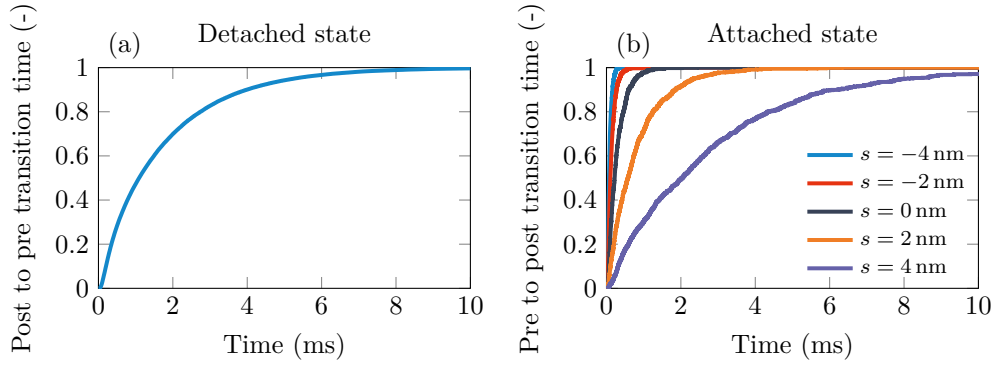 (a)
Detached state
Post to pre transition time (-)
1
0.8
0.6
0.4
0.2
0
0
2
4
6
8
10
Time (ms)
(b)
Attached state
Pre to post transition time (-)
1
0.8
0.6
0.4
0.2
0
s = −4 nm
s = −2 nm
s = 0 nm
s = 2 nm
s = 4 nm
0
2
4
6
8
10
Time (ms)